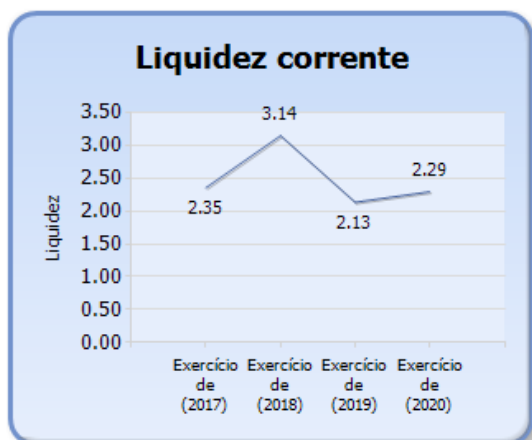 Liquidez corrente
3.50
3.00
2.50
2.00
1.50
1.00
0.50
0.00
Liquidez
2.35
3.14
2.13
2.29
Exercício
de
(2017)
Exercício
de
(2018)
Exercício
de
(2019)
Exercício
de
(2020)